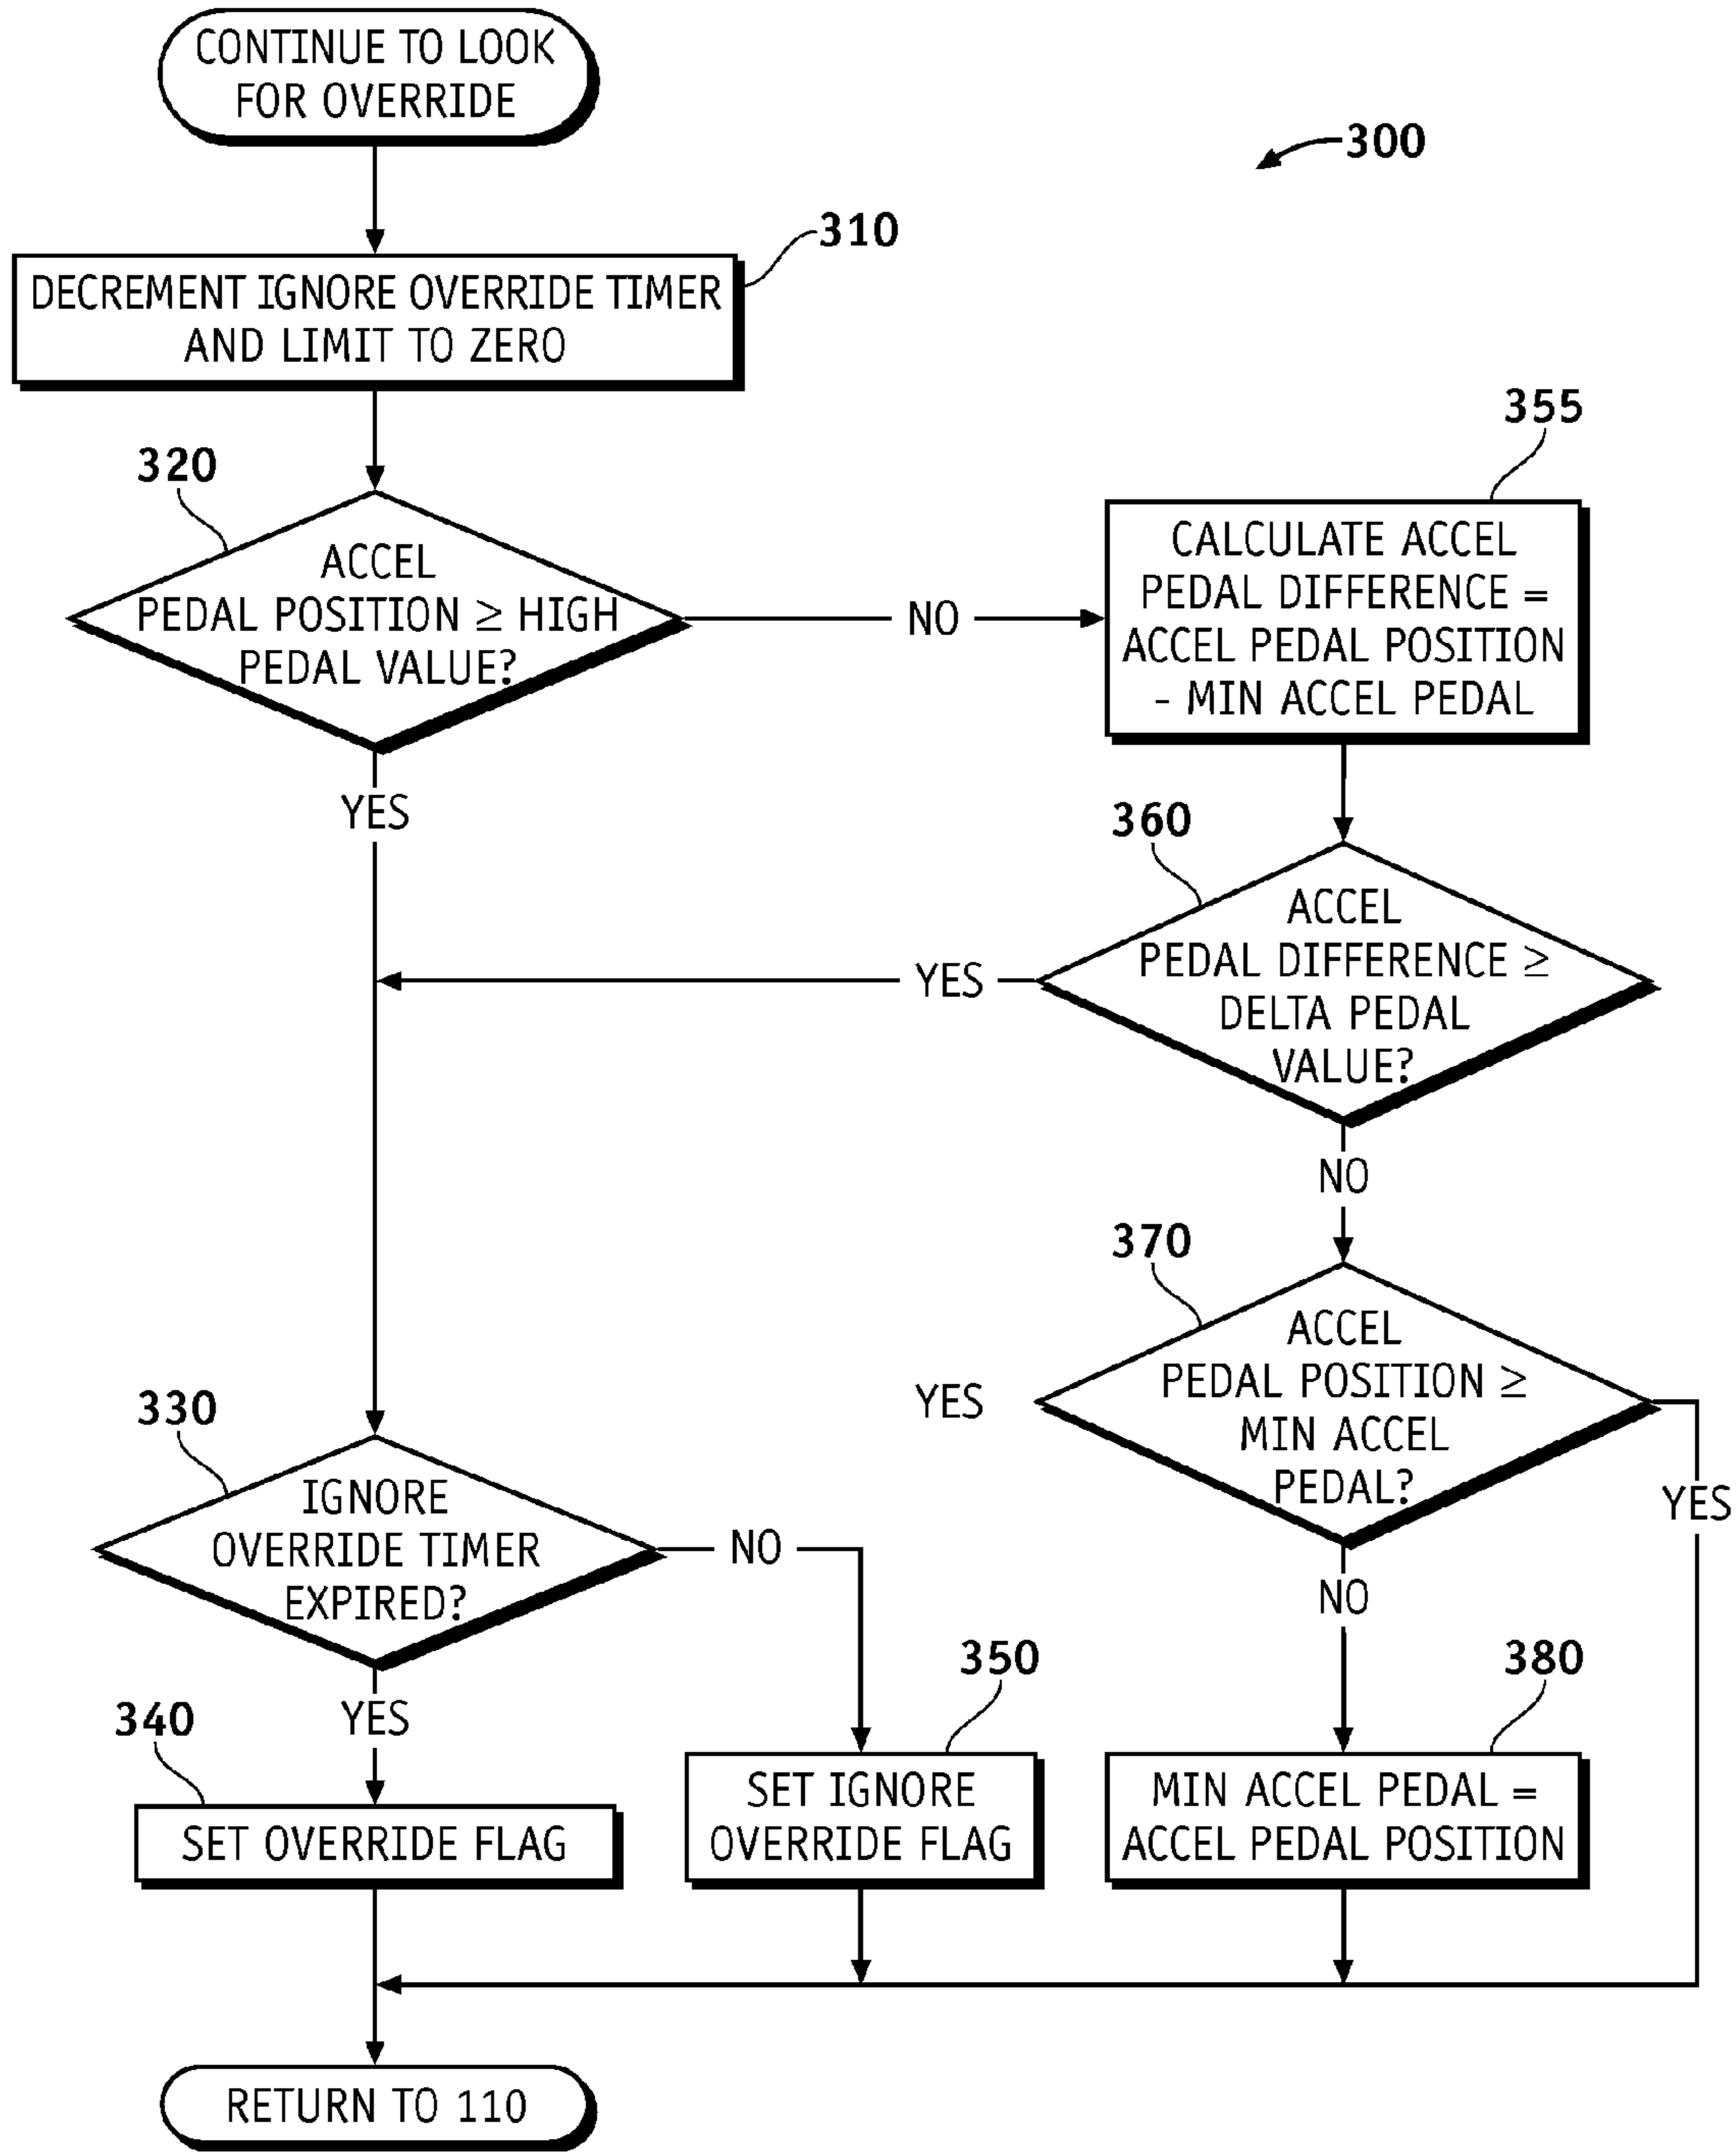 CONTINUE TO LOOK
FOR OVERRIDE
300
310
DECREMENT IGNORE OVERRIDE TIMER
AND LIMIT TO ZERO
320
ACCEL
PEDAL POSITION ≥ HIGH
PEDAL VALUE?
NO
YES
355
CALCULATE ACCEL
PEDAL DIFFERENCE =
ACCEL PEDAL POSITION
- MIN ACCEL PEDAL
360
ACCEL
PEDAL DIFFERENCE ≥
DELTA PEDAL
VALUE?
YES
NO
370
ACCEL
PEDAL POSITION ≥
MIN ACCEL
PEDAL?
YES
YES
NO
330
IGNORE
OVERRIDE TIMER
EXPIRED?
NO
YES
340
SET OVERRIDE FLAG
350
SET IGNORE
OVERRIDE FLAG
380
MIN ACCEL PEDAL =
ACCEL PEDAL POSITION
RETURN TO 110